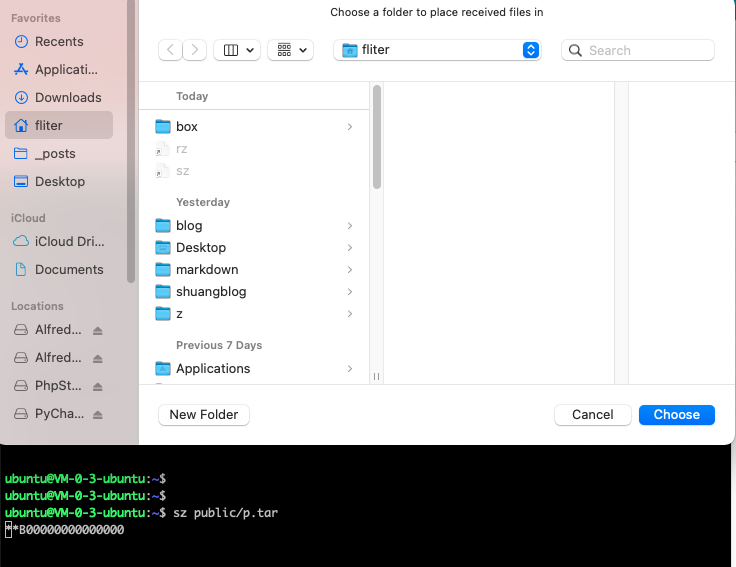 Choose a folder to place received files in
Favorites
Recents
Applicati...
Downloads
fliter
_posts
Desktop
iCloud
iCloud Dri...
Documents
Locations
Alfred...
Alfred...
PhpSt...
PyCha...
fliter
Search
Today
box
rz
sz
Yesterday
blog
Desktop
markdown
shuangblog
z
Previous 7 Days
Applications
New Folder
Cancel
Choose
ubuntu@VM-0-3-ubuntu:~$
ubuntu@VM-0-3-ubuntu:~$
ubuntu@VM-0-3-ubuntu:~$ sz public/p.tar
**B00000000000000